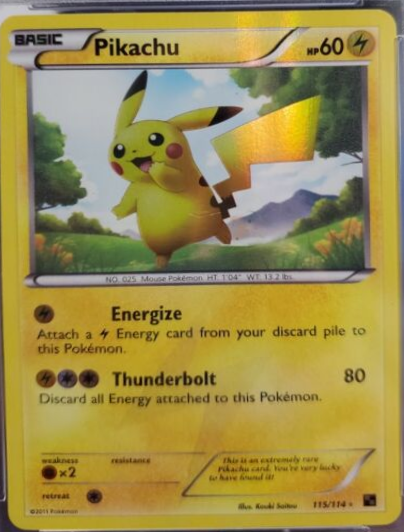 BASIC
Pikachu
HP60
NO. 025 Mouse Pokémon. HT. 1'04" WT. 13.2 lbs.
Energize
Attach a Energy card from your discard pile to
this Pokémon.
Thunderbolt 80
Discard all Energy attached to this Pokémon.
weakness resistance
×2
retreat
This is an extremely rare
Pikachu card. You're very lucky
to have found it!
©2011 Pokémon
Illus. Kouki Saitou 115/114